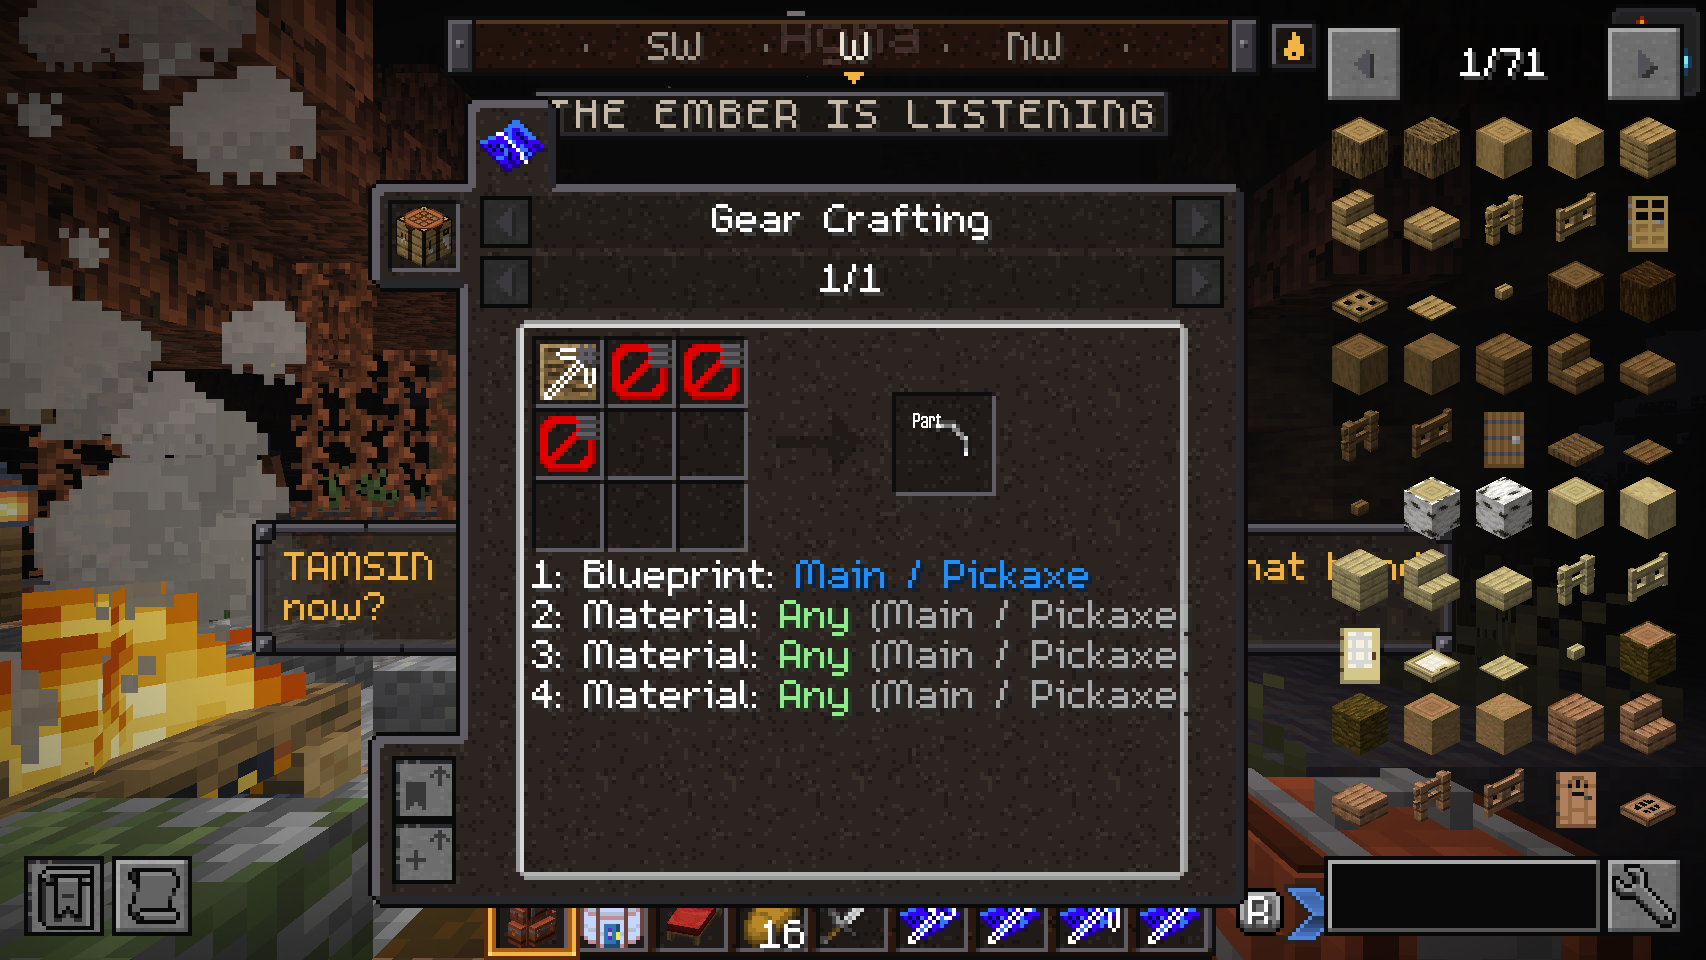 SW W NW
1/71
THE EMBER IS LISTENING
Gear Crafting
1/1
Part
1: Blueprint: Main / Pickaxe
2: Material: Any (Main / Pickaxe
3: Material: Any (Main / Pickaxe
4: Material: Any (Main / Pickaxe
TAMSIN
now?
16
R